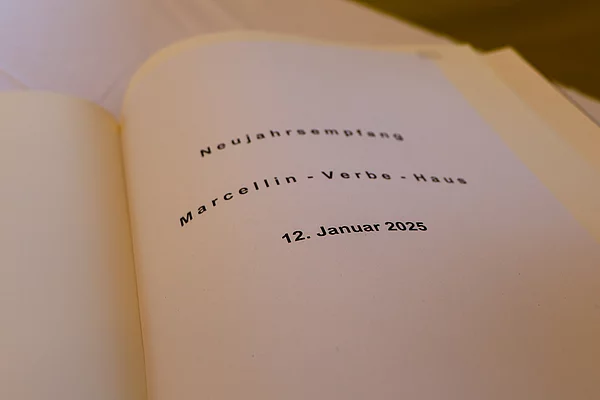 Neujahrsempfang
Marcellin - Verbe - Haus
12. Januar 2025